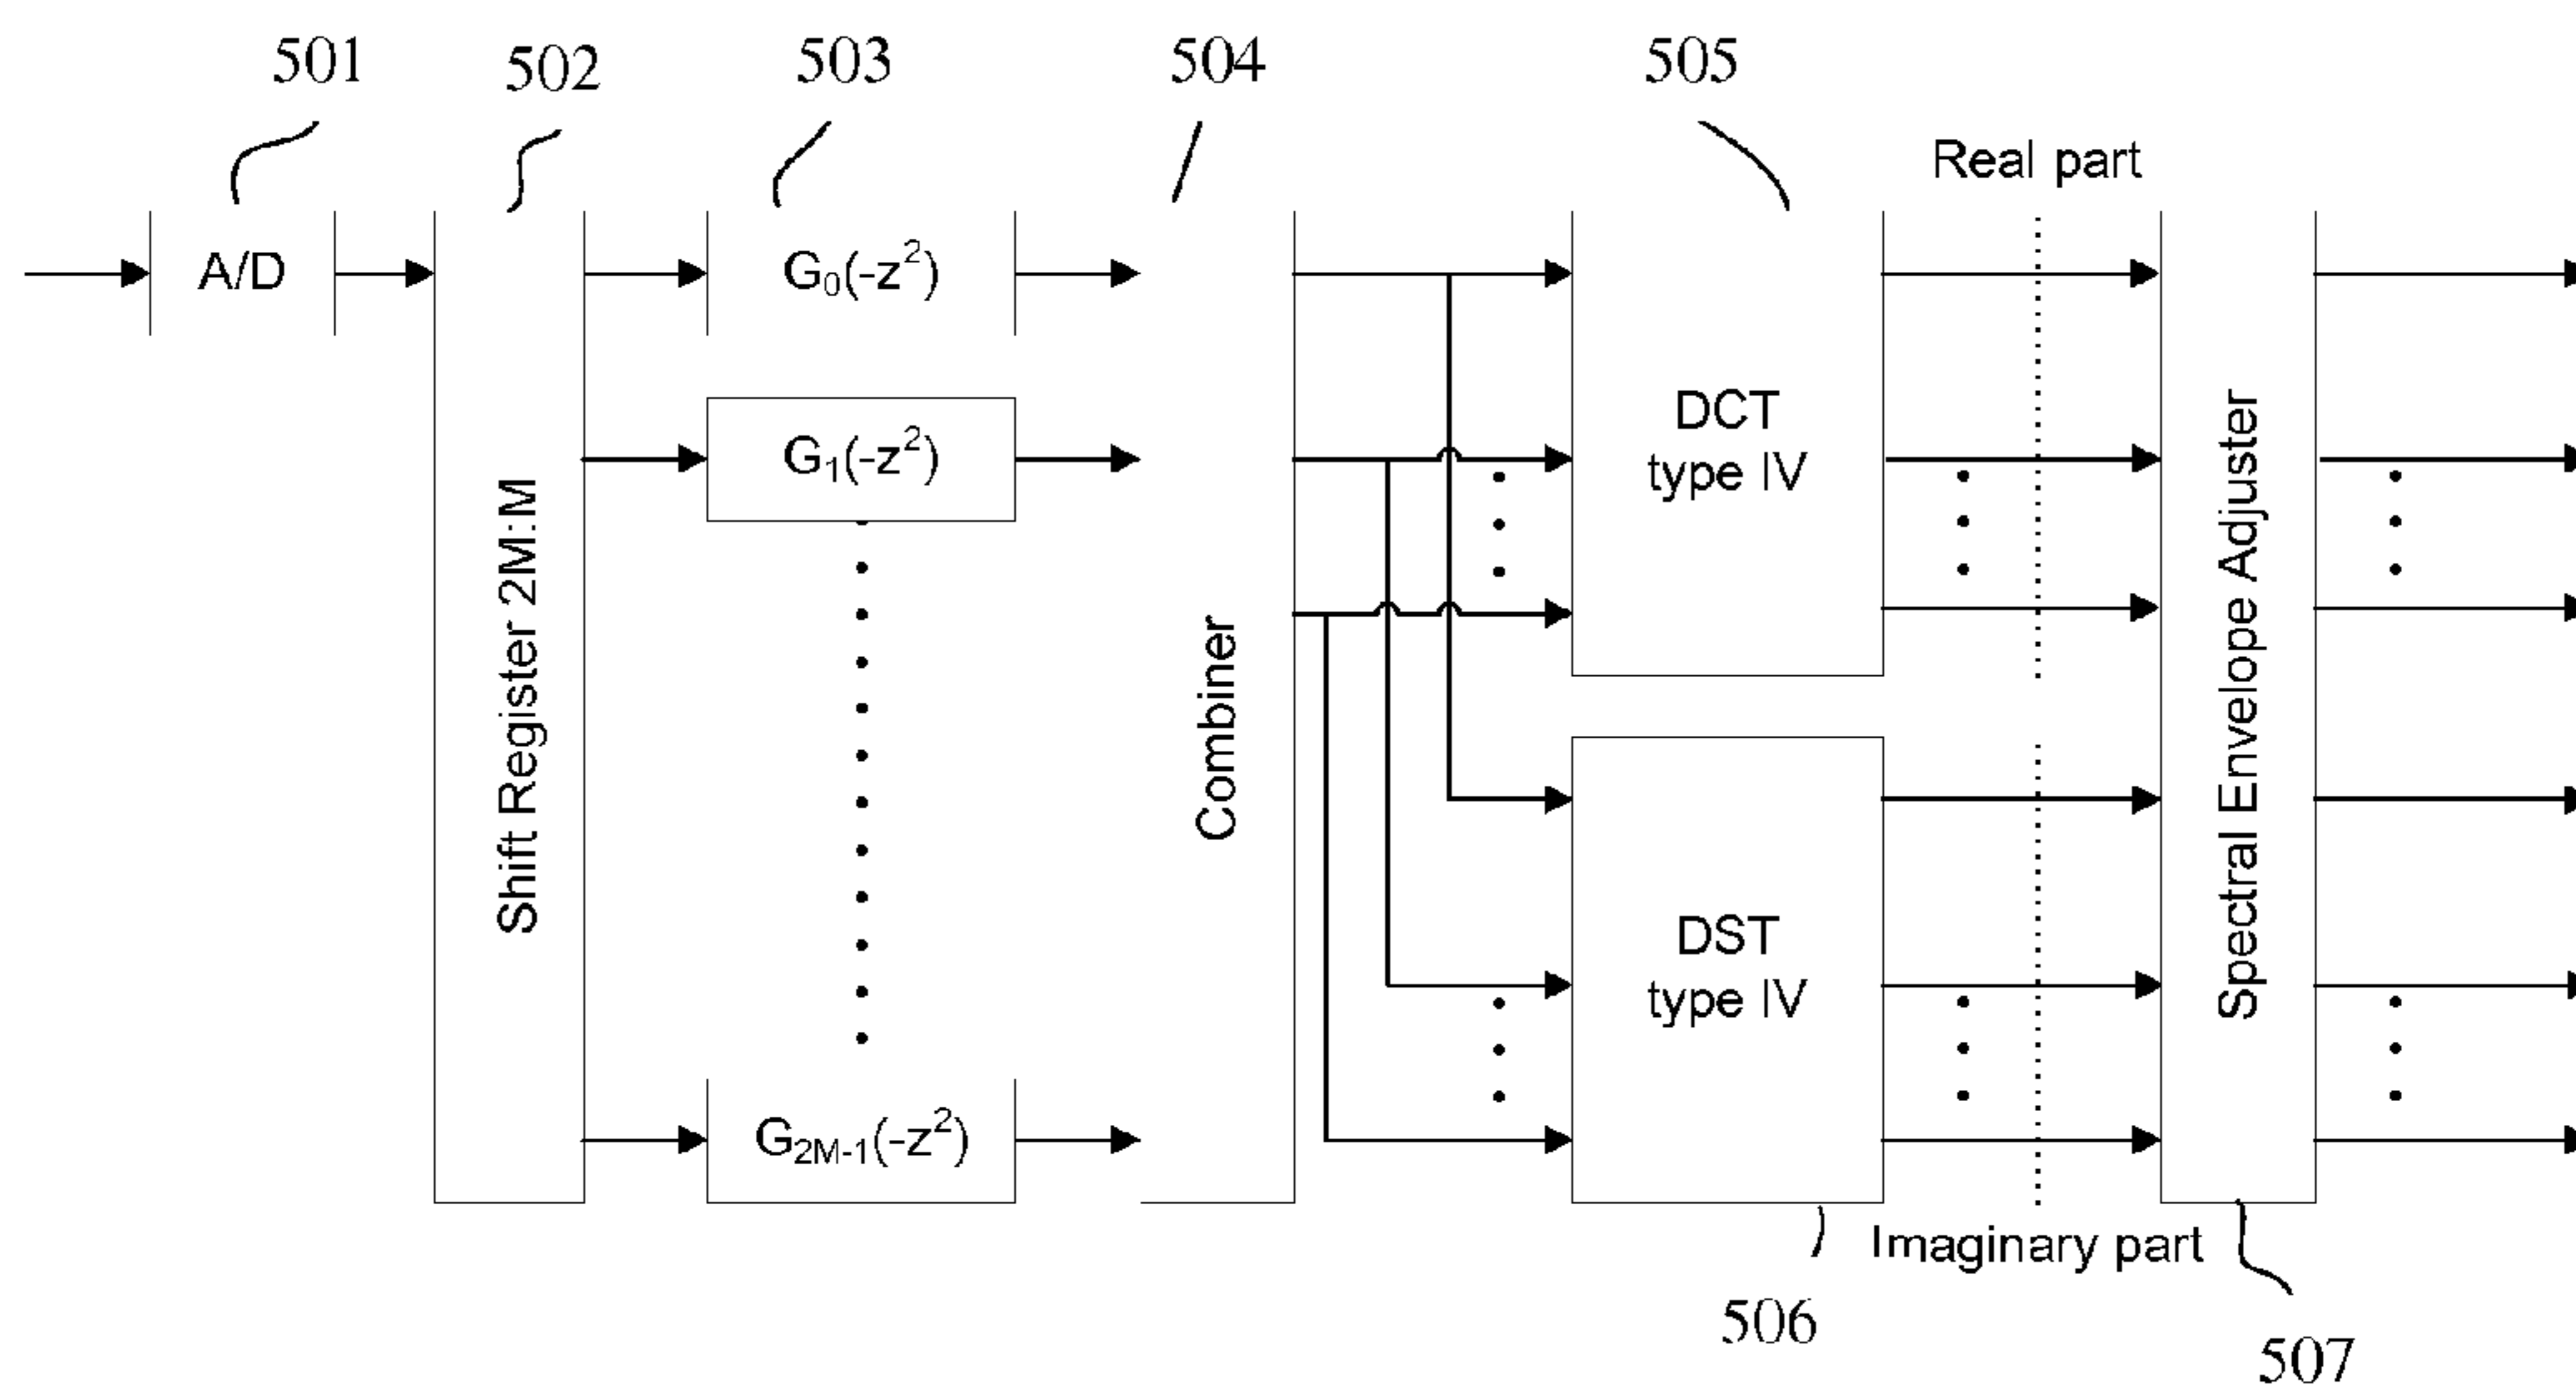 501
502
503
504
505
Real part
A/D
Shift Register 2M:M
G₀(-z²)
G₁(-z²)
G₂M-₁(-z²)
Combiner
DCT
type IV
DST
type IV
Spectral Envelope Adjuster
Imaginary part
506
507